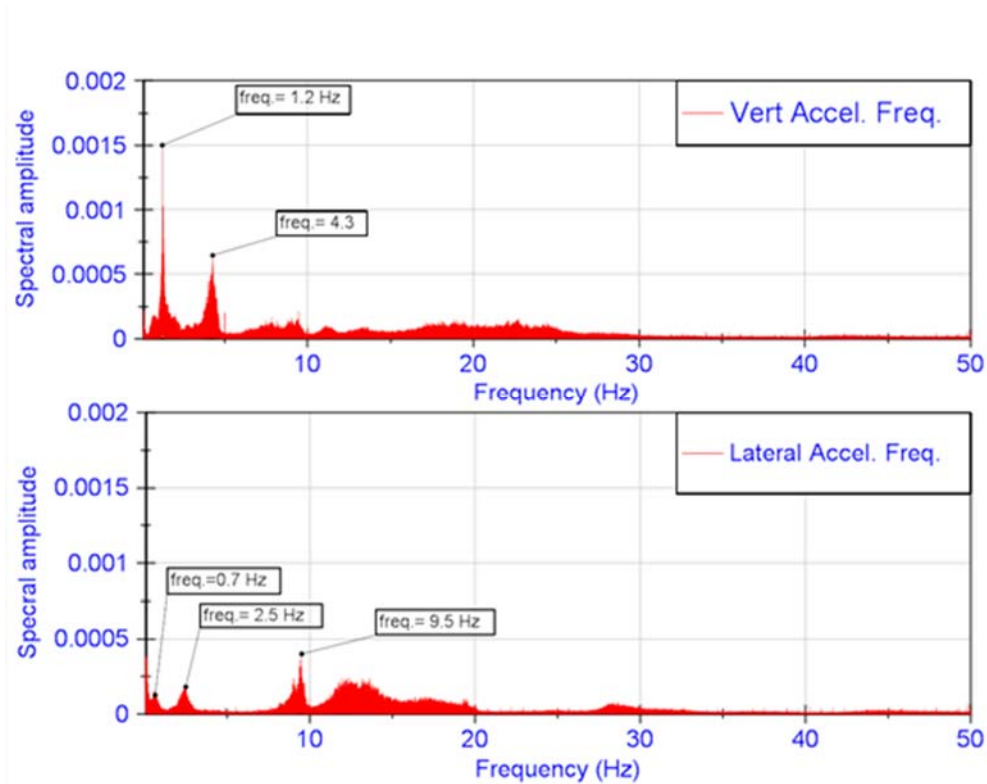 0.002
freq.= 1.2 Hz
Vert Accel. Freq.
0.0015
Spectral amplitude
0.001
freq.= 4.3
0.0005
0
10 20 30 40 50
Frequency (Hz)
0.002
Lateral Accel. Freq.
0.0015
Specral amplitude
0.001
freq.=0.7 Hz
freq.= 2.5 Hz
freq.= 9.5 Hz
0.0005
0
10 20 30 40 50
Frequency (Hz)